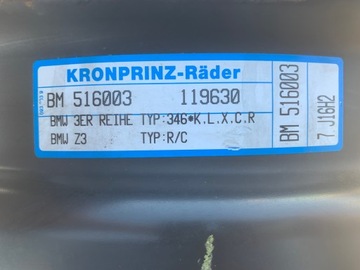 KRONPRINZ-Räder
BM 516003 119630
BMW 3ER REIHE TYP:346*K.L.X.C.R
BMW Z3 TYP:R/C
BM 516003
7 J16H2